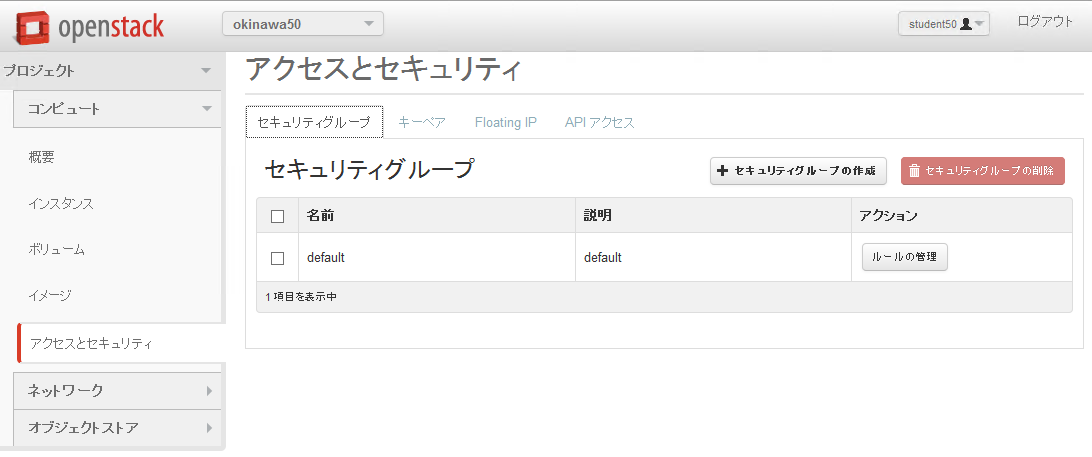 openstack
okinawa50
student50
ログアウト
プロジェクト
コンピュート
概要
インスタンス
ボリューム
イメージ
アクセスとセキュリティ
ネットワーク
オブジェクトストア
アクセスとセキュリティ
セキュリティグループ キーペア Floating IP API アクセス
セキュリティグループ
セキュリティグループの作成 セキュリティグループの削除
名前 説明 アクション
default default ルールの管理
1 項目を表示中